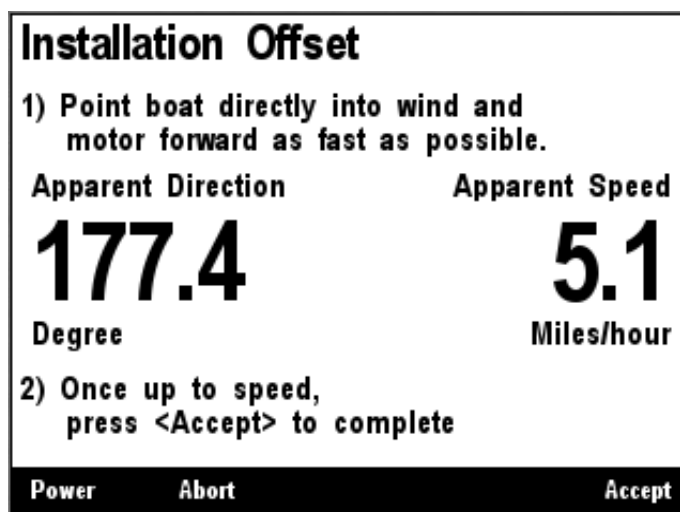 Installation Offset
1) Point boat directly into wind and
motor forward as fast as possible.
Apparent Direction Apparent Speed
177.4 5.1
Degree Miles/hour
2) Once up to speed,
press <Accept> to complete
Power Abort Accept